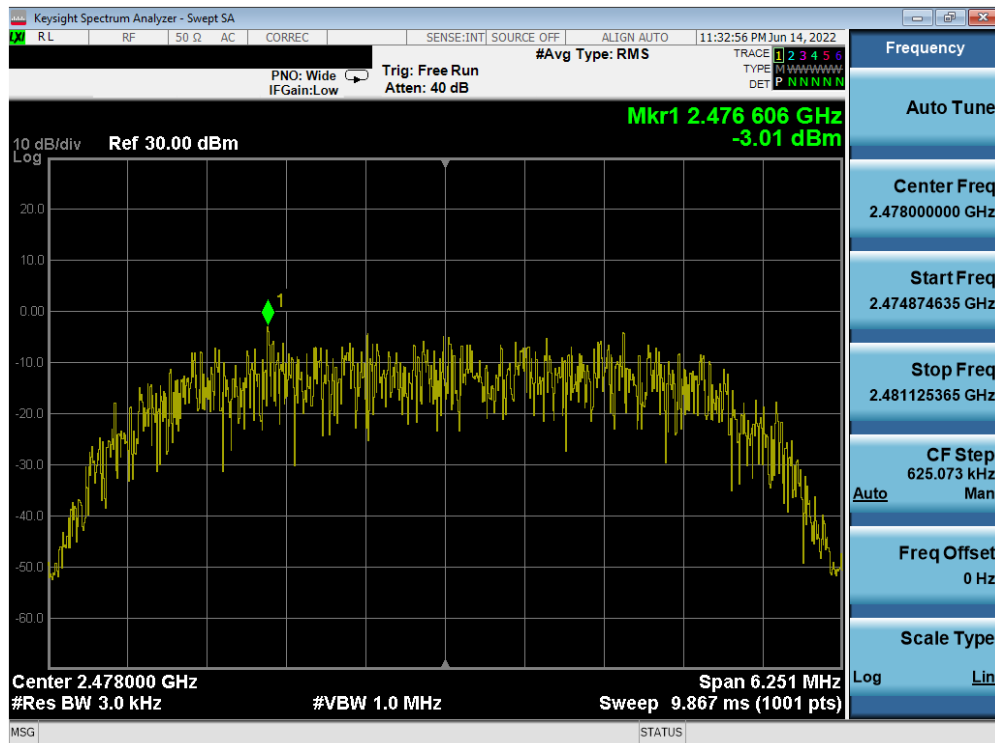 Keysight Spectrum Analyzer - Swept SA
LXI RL RF 50 Ω AC CORREC SENSE:INT SOURCE OFF ALIGN AUTO 11:32:56 PM Jun 14, 2022
#Avg Type: RMS TRACE 1 2 3 4 5 6
PNO: Wide Trig: Free Run TYPE M WWWWW
IFGain:Low Atten: 40 dB DET P N N N N N
Mkr1 2.476 606 GHz
-3.01 dBm
10 dB/div Ref 30.00 dBm
Log
20.0
10.0
1
0.00
-10.0
-20.0
-30.0
-40.0
-50.0
-60.0
Center 2.478000 GHz Span 6.251 MHz
#Res BW 3.0 kHz #VBW 1.0 MHz Sweep 9.867 ms (1001 pts)
MSG STATUS
Frequency
Auto Tune
Center Freq
2.478000000 GHz
Start Freq
2.474874635 GHz
Stop Freq
2.481125365 GHz
CF Step
625.073 kHz
Auto Man
Freq Offset
0 Hz
Scale Type
Log Lin